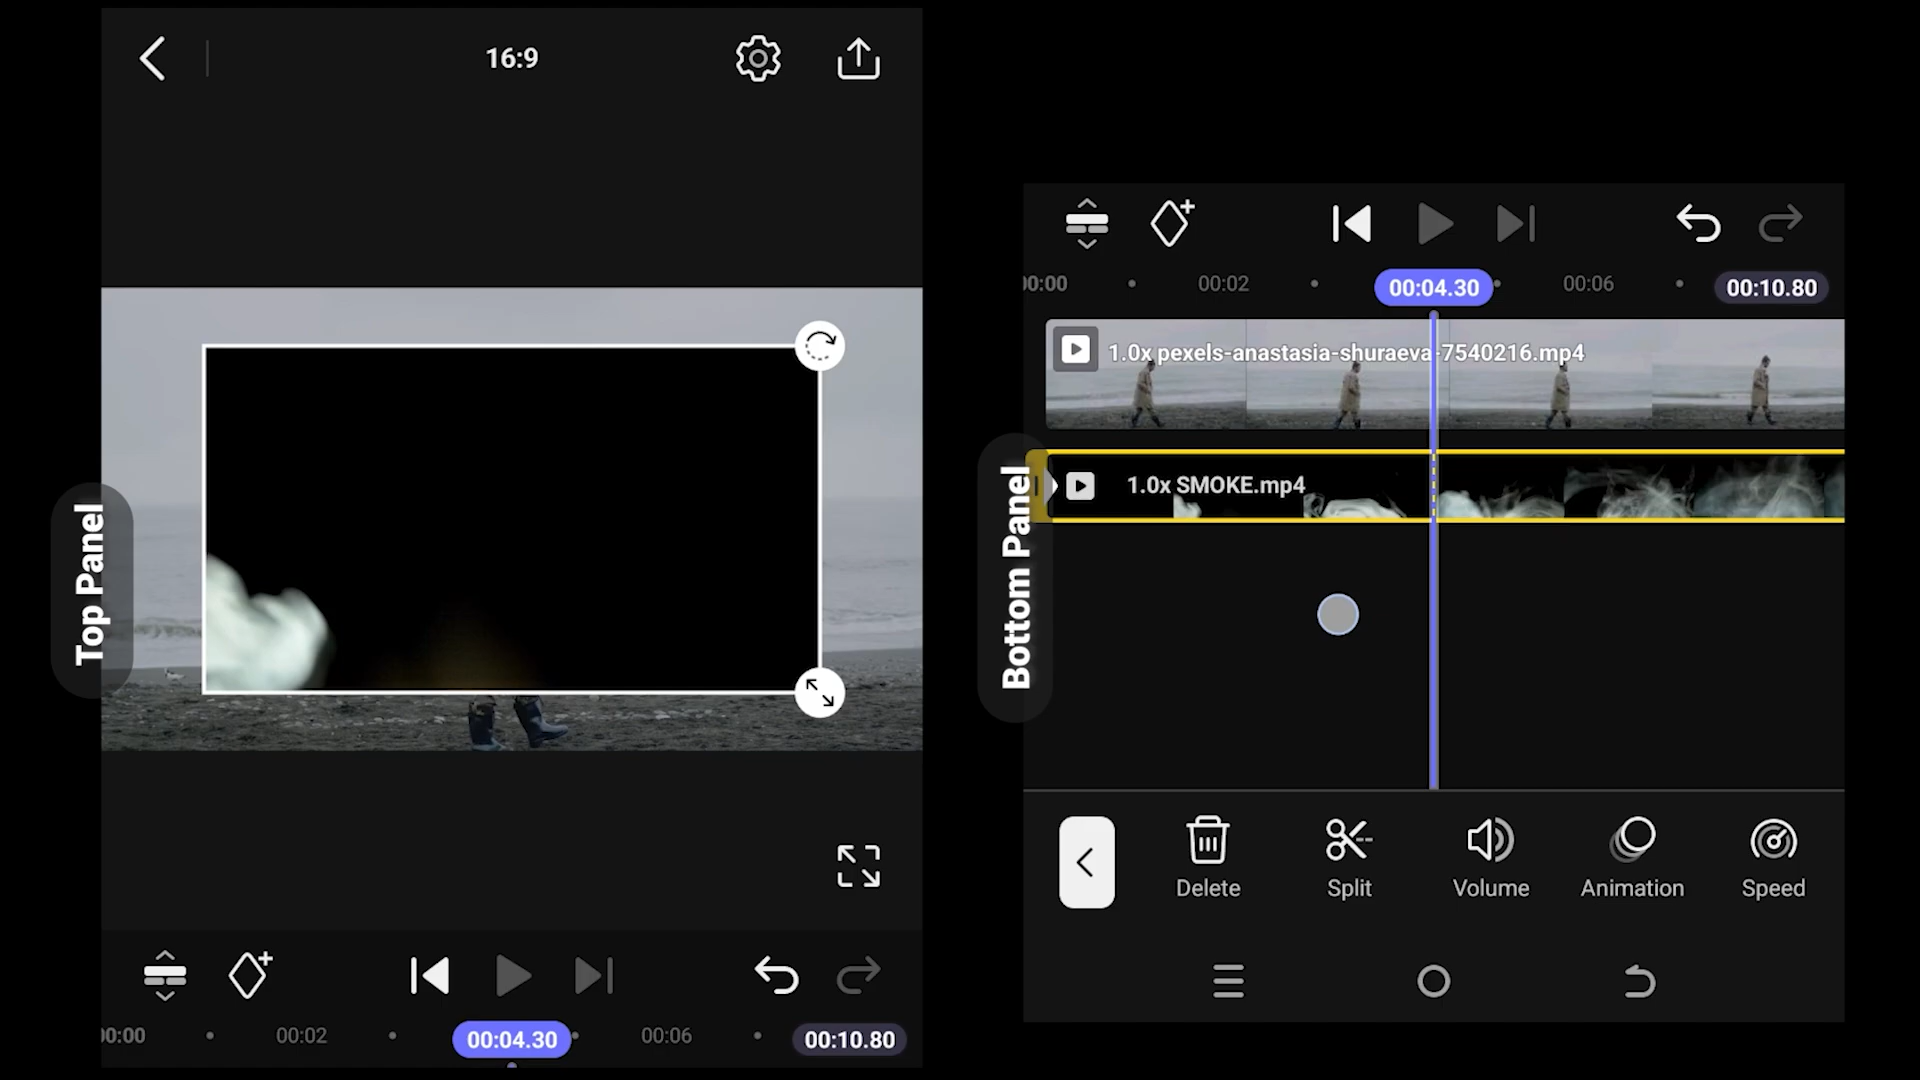 16:9
Top Panel
00:00
00:02
00:04.30
00:06
00:10.80
00:00
00:02
00:04.30
00:06
00:10.80
1.0x pexels-anastasia-shuraeva-7540216.mp4
1.0x SMOKE.mp4
Bottom Panel
Delete
Split
Volume
Animation
Speed